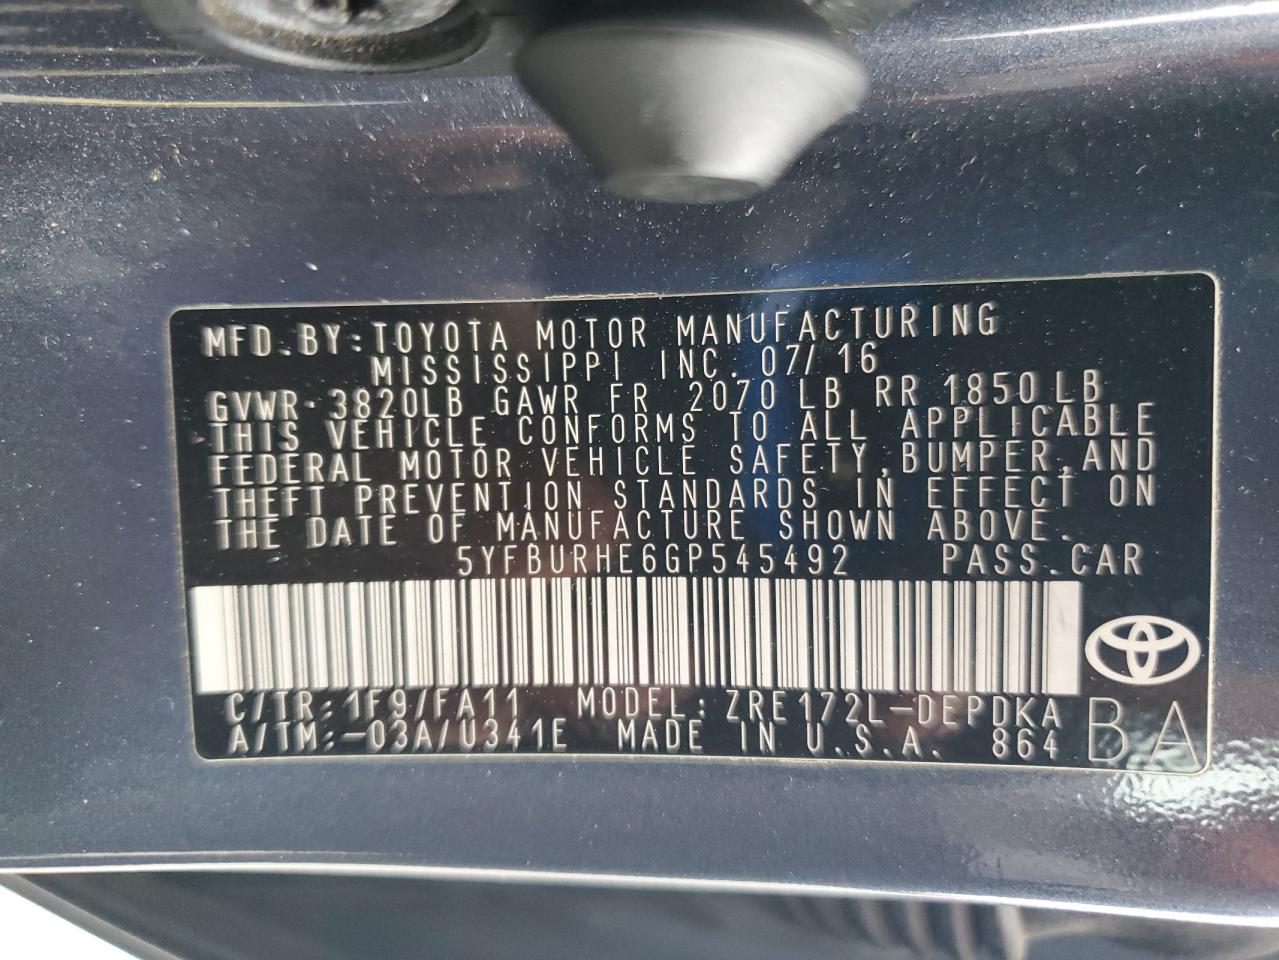 MFD.BY:TOYOTA MOTOR MANUFACTURING
MISSISSIPPI INC. 07/16
GVWR-3820LB GAWR FR 2070 LB RR 1850LB
THIS VEHICLE CONFORMS TO ALL APPLICABLE
FEDERAL MOTOR VEHICLE SAFETY,BUMPER,AND
THEFT PREVENTION STANDARDS IN EFFECT ON
THE DATE OF MANUFACTURE SHOWN ABOVE.
5YFBURHE6GP545492 PASS.CAR
C/TR:1F9/FA11 MODEL:ZRE172L-DEPDKA
A/TM:-03A/U341E MADE IN U.S.A. 864
BA